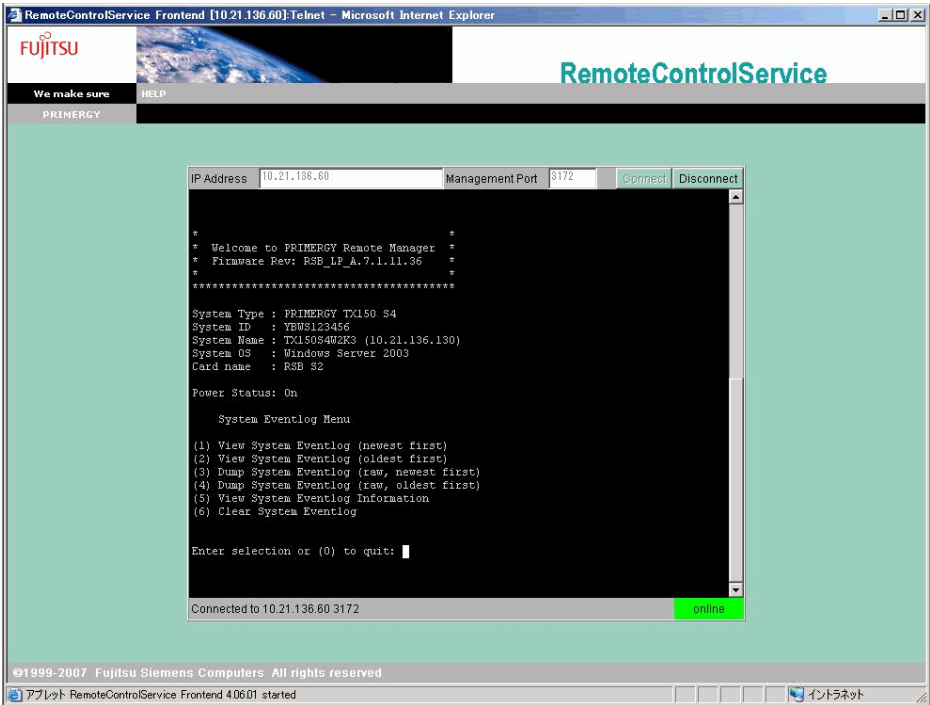 RemoteControlService Frontend [10.21.136.60]:Telnet - Microsoft Internet Explorer
FUJITSU
RemoteControlService
We make sure
HELP
PRIMERGY
IP Address 10.21.136.60 Management Port 3172 Connect Disconnect
* *
* Welcome to PRIMERGY Remote Manager *
* Firmware Rev: RSB_LP_A.7.1.11.36 *
* *
****************************************
System Type : PRIMERGY TX150 S4
System ID : YBWS123456
System Name : TX150S4W2K3 (10.21.136.130)
System OS : Windows Server 2003
Card name : RSB S2
Power Status: On
System Eventlog Menu
(1) View System Eventlog (newest first)
(2) View System Eventlog (oldest first)
(3) Dump System Eventlog (raw, newest first)
(4) Dump System Eventlog (raw, oldest first)
(5) View System Eventlog Information
(6) Clear System Eventlog
Enter selection or (0) to quit:
Connected to 10.21.136.60 3172 online
©1999-2007 Fujitsu Siemens Computers All rights reserved
アプレット RemoteControlService Frontend 4.06.01 started イントラネット